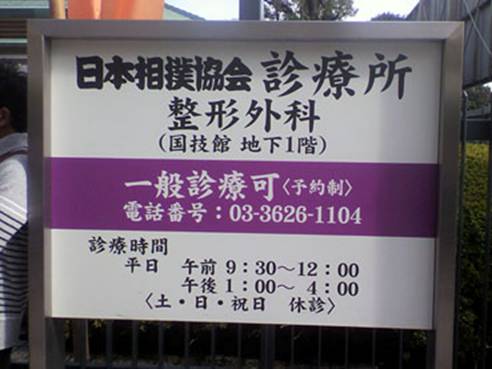 日本相撲協会 診療所
整形外科
(国技館 地下1階)
一般診療可〈予約制〉
電話番号:03-3626-1104
診療時間
平日 午前 9:30～12:00
午後 1:00～ 4:00
〈土・日・祝日 休診〉